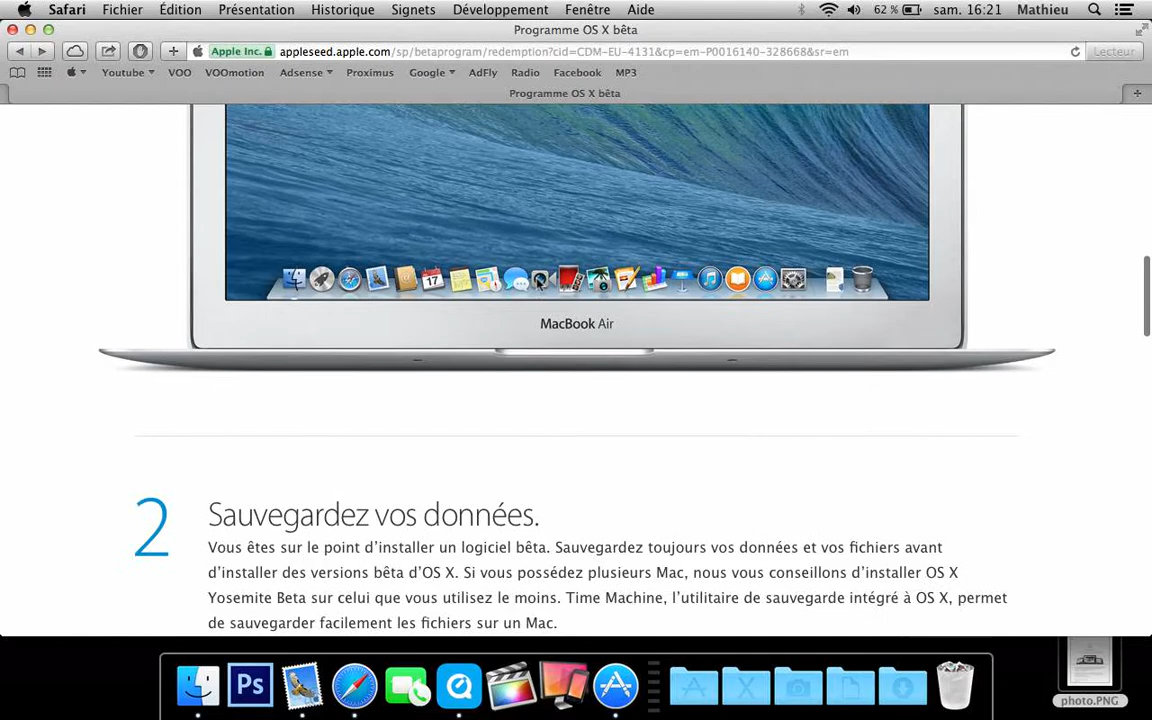 Safari Fichier Édition Présentation Historique Signets Développement Fenêtre Aide 62 % sam. 16:21 Mathieu
Programme OS X bêta
Apple Inc. appleseed.apple.com/sp/betaprogram/redemption?cid=CDM-EU-4131&cp=em-P0016140-328668&sr=em Lecteur
Youtube VOO VOOmotion Adsense Proximus Google AdFly Radio Facebook MP3
Programme OS X bêta
17
MacBook Air
2
Sauvegardez vos données.
Vous êtes sur le point d’installer un logiciel bêta. Sauvegardez toujours vos données et vos fichiers avant
d’installer des versions bêta d’OS X. Si vous possédez plusieurs Mac, nous vous conseillons d’installer OS X
Yosemite Beta sur celui que vous utilisez le moins. Time Machine, l’utilitaire de sauvegarde intégré à OS X, permet
de sauvegarder facilement les fichiers sur un Mac.
Ps
photo.PNG